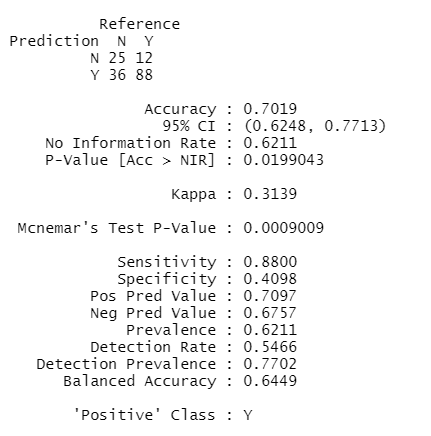 Reference
Prediction N Y
N 25 12
Y 36 88
Accuracy : 0.7019
95% CI : (0.6248, 0.7713)
No Information Rate : 0.6211
P-Value [Acc > NIR] : 0.0199043
Kappa : 0.3139
Mcnemar's Test P-Value : 0.0009009
Sensitivity : 0.8800
Specificity : 0.4098
Pos Pred Value : 0.7097
Neg Pred Value : 0.6757
Prevalence : 0.6211
Detection Rate : 0.5466
Detection Prevalence : 0.7702
Balanced Accuracy : 0.6449
'Positive' Class : Y